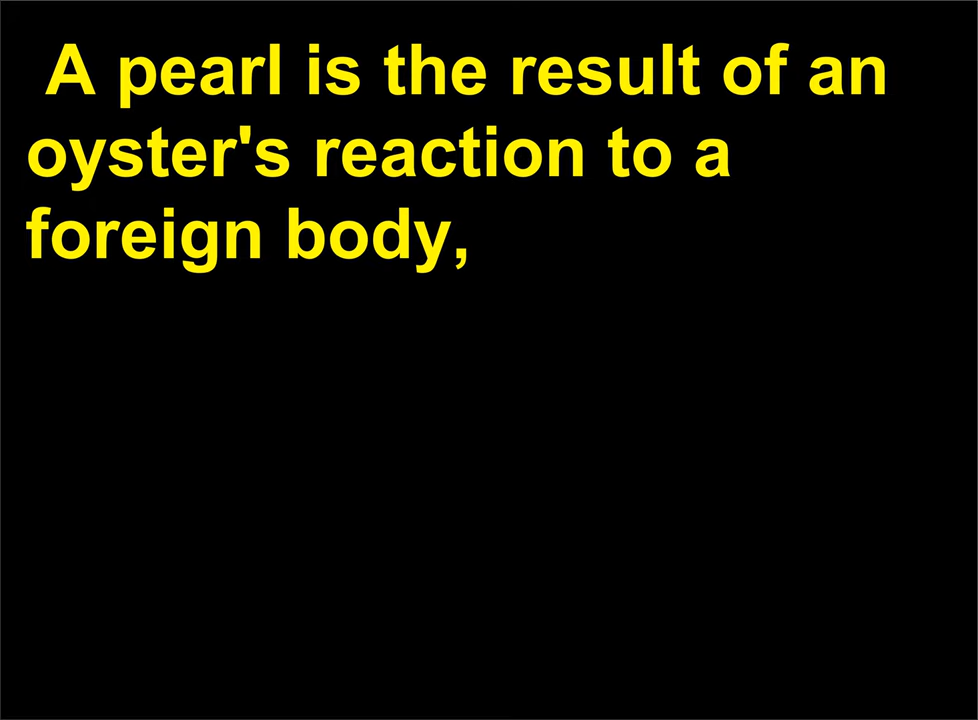 A pearl is the result of an
oyster's reaction to a
foreign body,